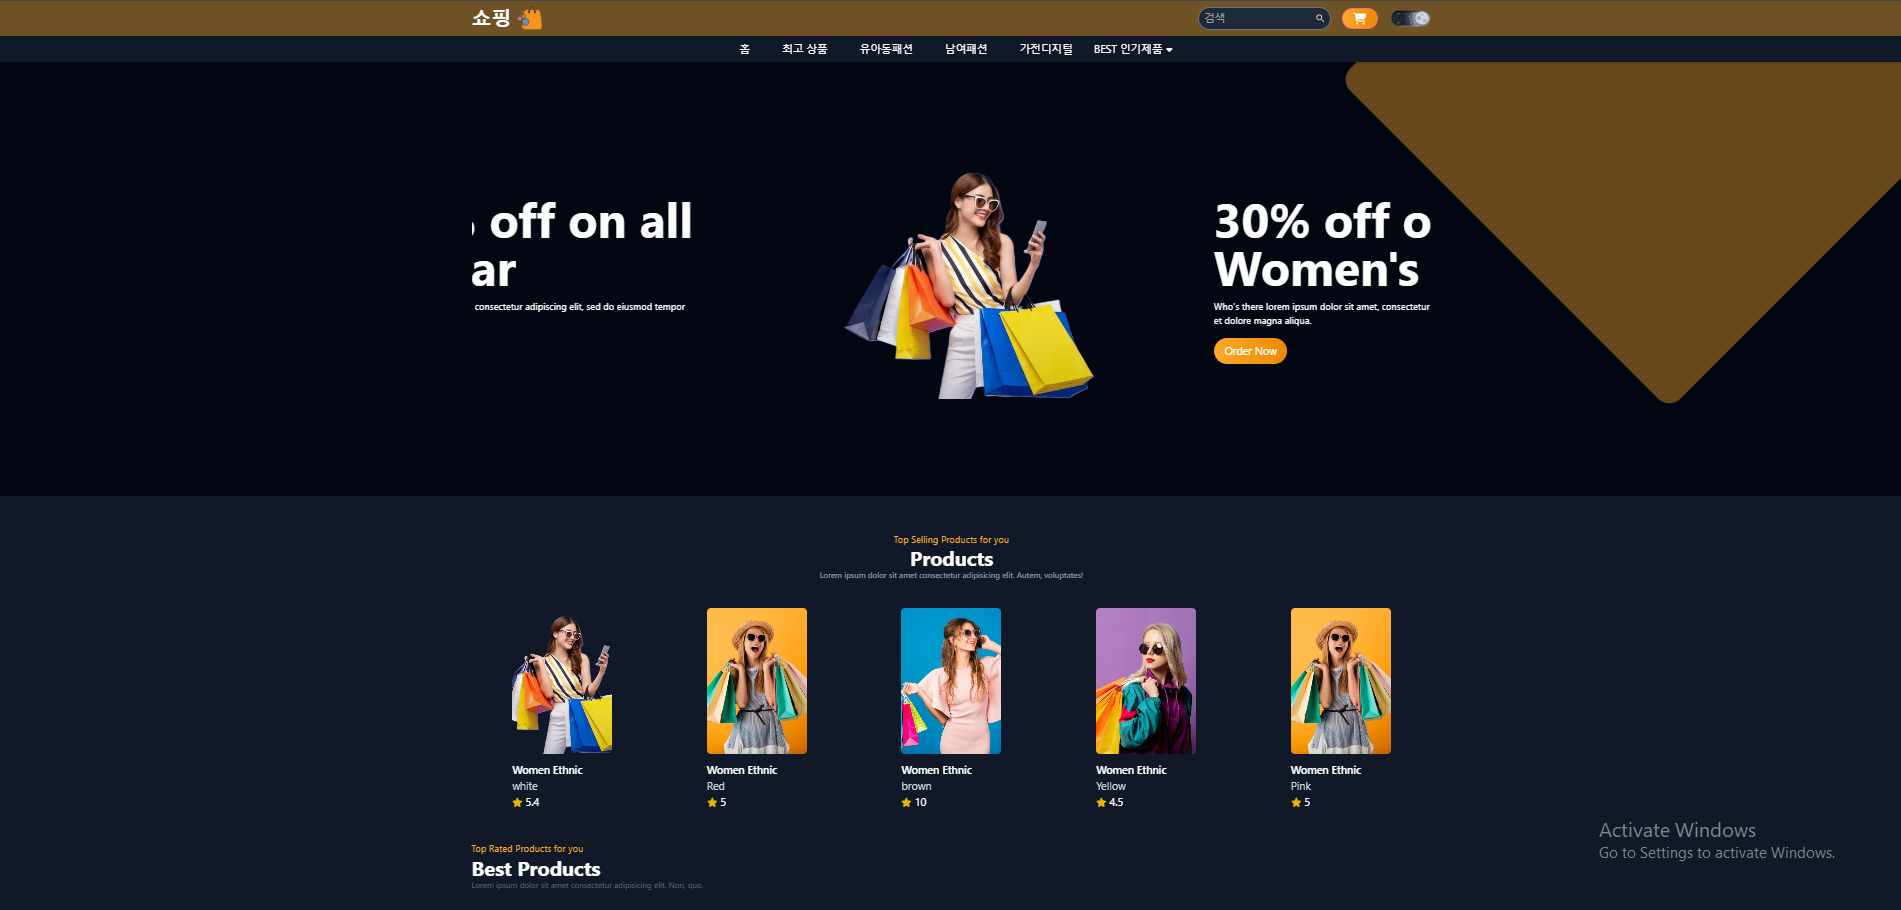 쇼핑
검색
홈 최고 상품 유아동패션 남여패션 가전디지털 BEST 인기제품
off on all
ar
consectetur adipiscing elit, sed do eiusmod tempor
30% off o
Women's
Who's there lorem ipsum dolor sit amet, consectetur
et dolore magna aliqua.
Order Now
Top Selling Products for you
Products
Lorem ipsum dolor sit amet consectetur adipisicing elit. Autem, voluptates!
Women Ethnic
white
5.4
Women Ethnic
Red
5
Women Ethnic
brown
10
Women Ethnic
Yellow
4.5
Women Ethnic
Pink
5
Top Rated Products for you
Best Products
Lorem ipsum dolor sit amet consectetur adipisicing elit. Non, quo.
Activate Windows
Go to Settings to activate Windows.